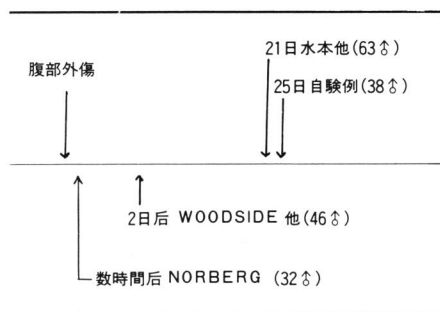 21日水本他(63♂)
腹部外傷
25日自験例(38♂)
2日后 WOODSIDE 他(46♂)
数時間后 NORBERG (32♂)